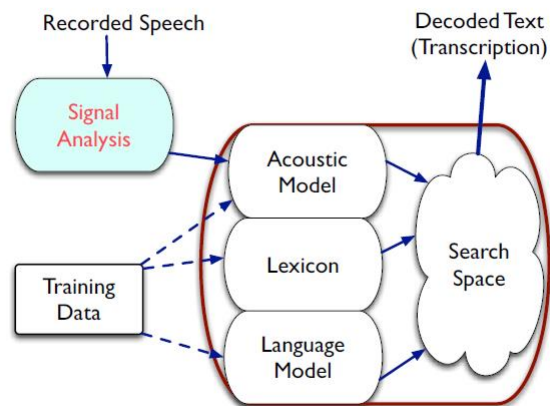 Recorded Speech
Decoded Text
(Transcription)
Signal
Analysis
Acoustic
Model
Lexicon
Search
Space
Training
Data
Language
Model